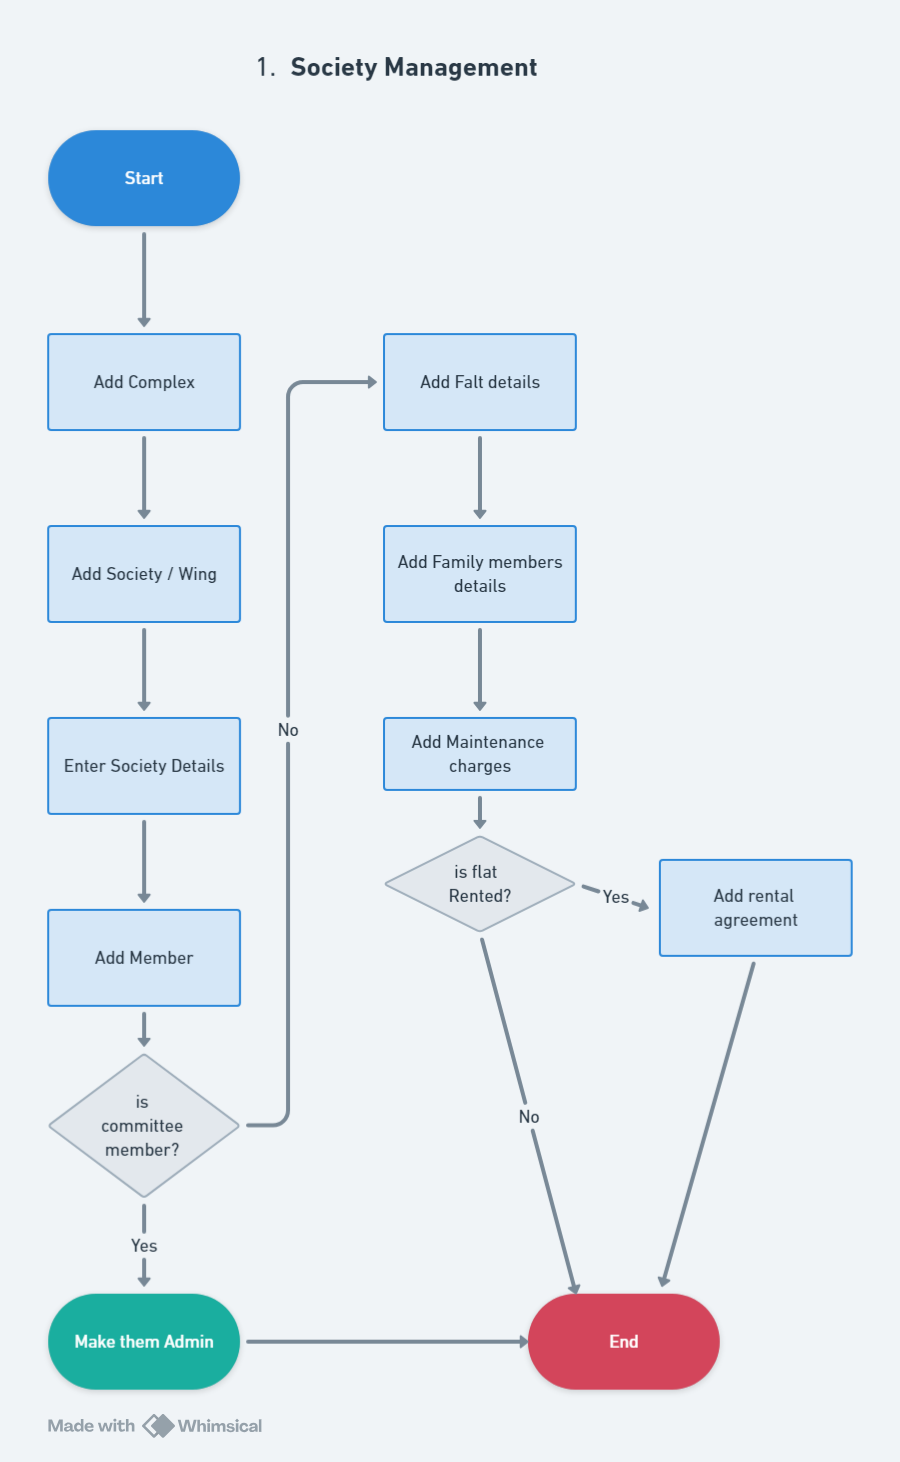 1. Society Management
Start
Add Complex
Add Society / Wing
Enter Society Details
Add Member
is
committee
member?
Yes
Make them Admin
No
Add Falt details
Add Family members
details
Add Maintenance
charges
is flat
Rented?
Yes
Add rental
agreement
No
End
Made with Whimsical